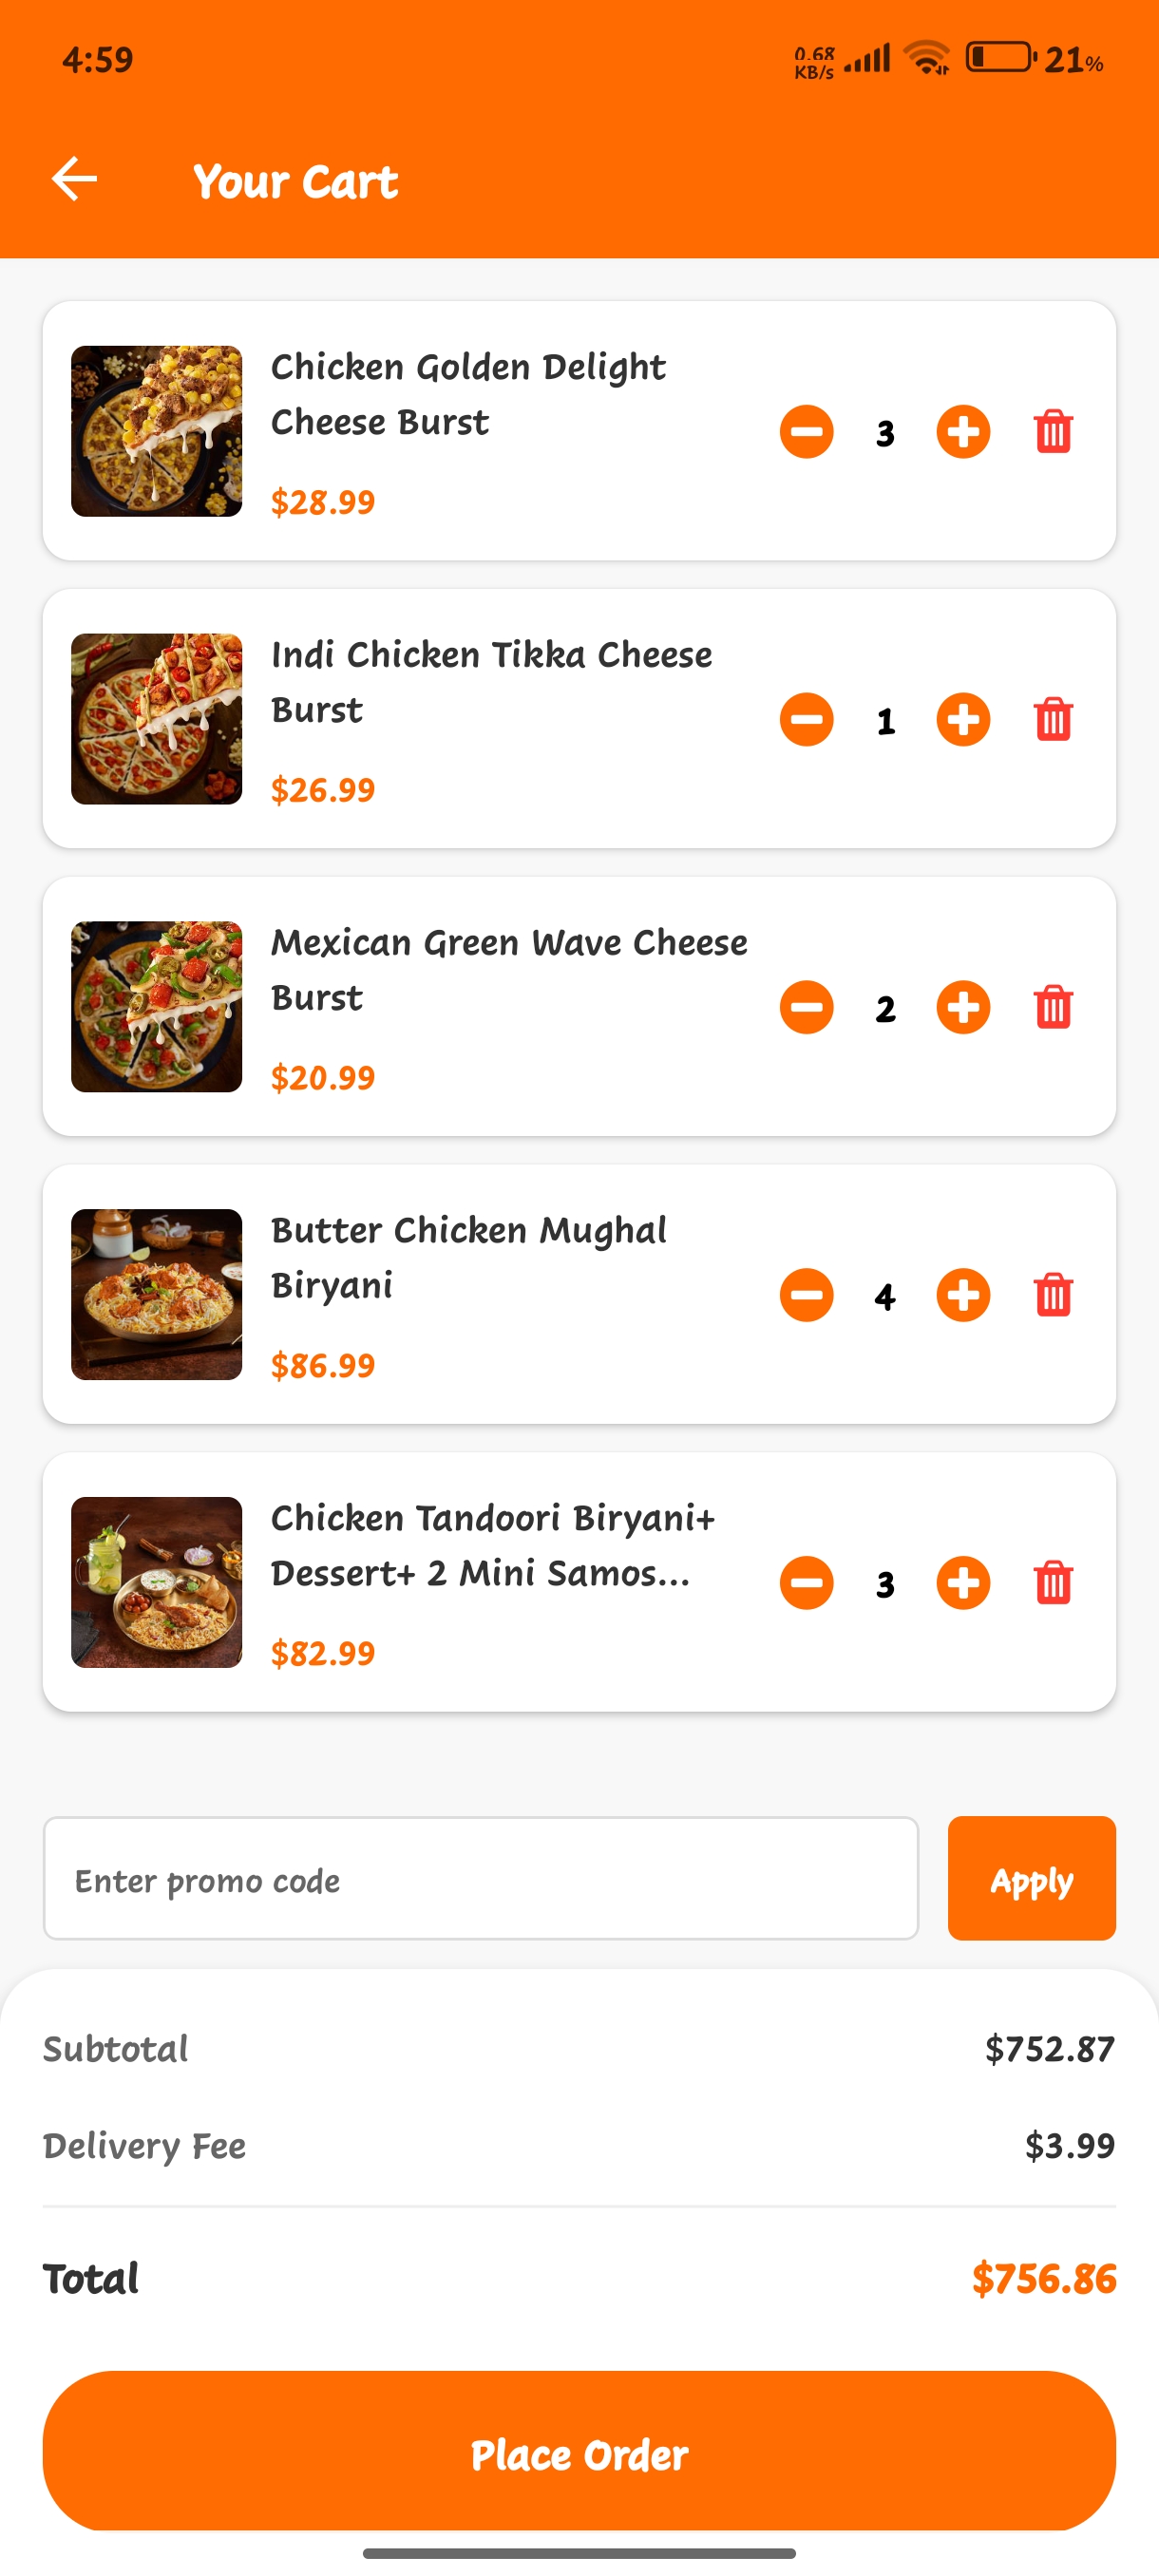 4:59
0.68
KB/s
21%
Your Cart
Chicken Golden Delight
Cheese Burst
3
$28.99
Indi Chicken Tikka Cheese
Burst
1
$26.99
Mexican Green Wave Cheese
Burst
2
$20.99
Butter Chicken Mughal
Biryani
4
$86.99
Chicken Tandoori Biryani+
Dessert+ 2 Mini Samos...
3
$82.99
Enter promo code
Apply
Subtotal
$752.87
Delivery Fee
$3.99
Total
$756.86
Place Order